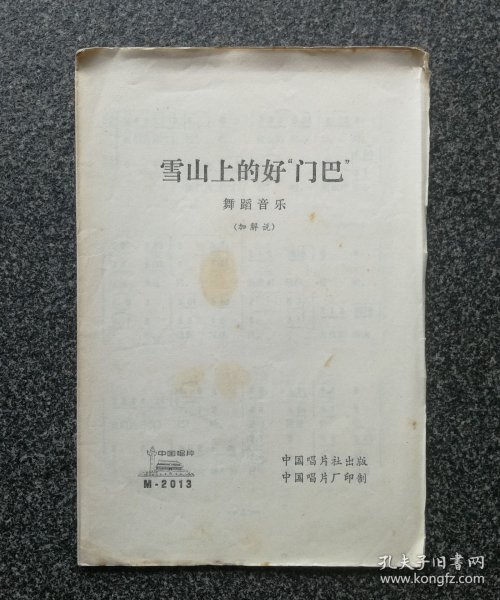 雪山上的好“门巴”
舞蹈音乐
(加解说)
中国唱片
M-2013
中国唱片社出版
中国唱片厂印制
孔夫子旧书网
www.kongfz.com